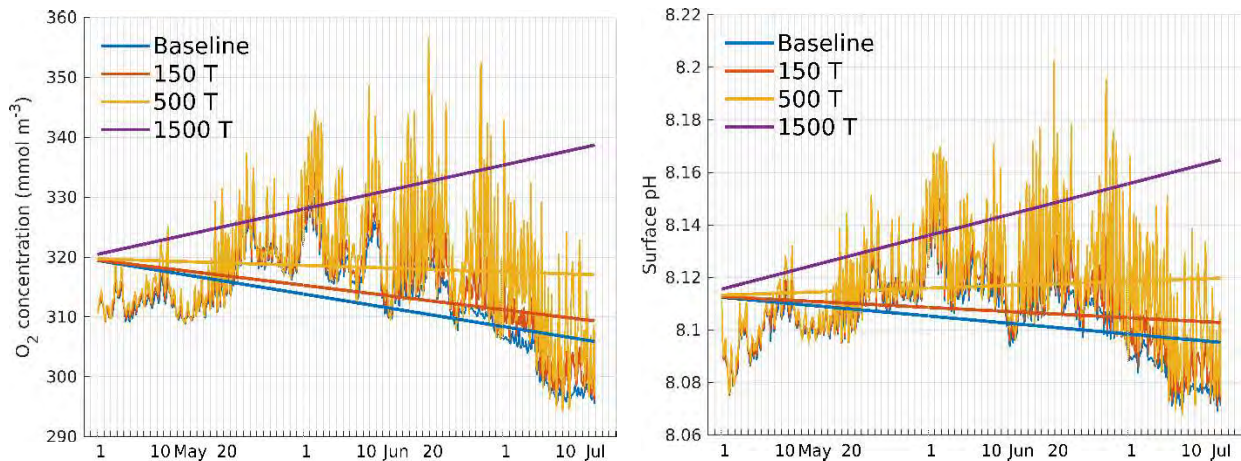 360
350
340
330
320
310
300
290
O2 concentration (mmol m-3)
Baseline
150 T
500 T
1500 T
1 10 May 20 1 10 Jun 20 1 10 Jul
8.22
8.2
8.18
8.16
8.14
8.12
8.1
8.08
8.06
Surface pH
Baseline
150 T
500 T
1500 T
1 10 May 20 1 10 Jun 20 1 10 Jul